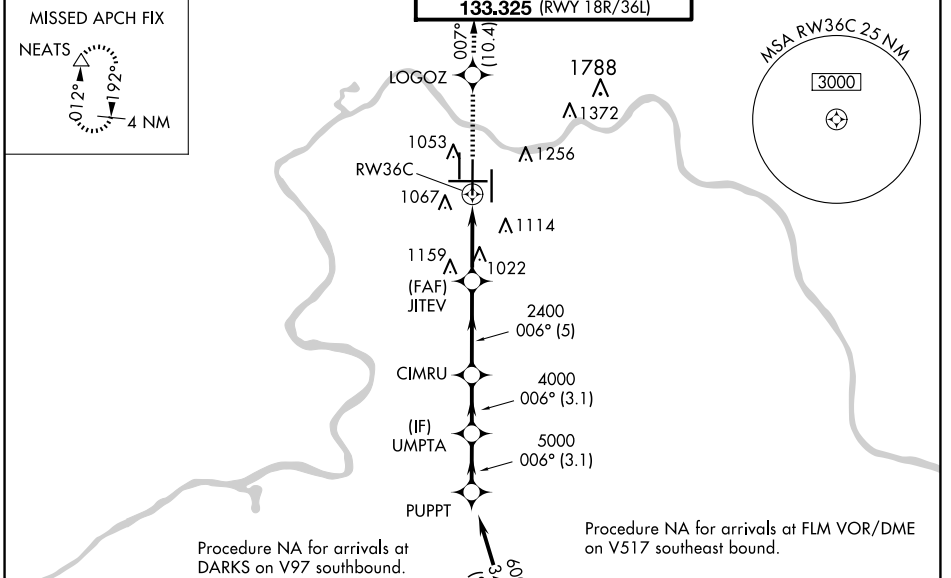 133.325 (RWY 18R/36L)
MISSED APCH FIX
NEATS
012°
192°
4 NM
007°
(10.4)
LOGOZ
1788
1372
MSA RW36C 25 NM
3000
1053
1256
RW36C
1067
1114
1159
1022
(FAF)
JITEV
2400
006° (5)
CIMRU
4000
006° (3.1)
(IF)
UMPTA
5000
006° (3.1)
PUPPT
Procedure NA for arrivals at
DARKS on V97 southbound.
Procedure NA for arrivals at FLM VOR/DME
on V517 southeast bound.